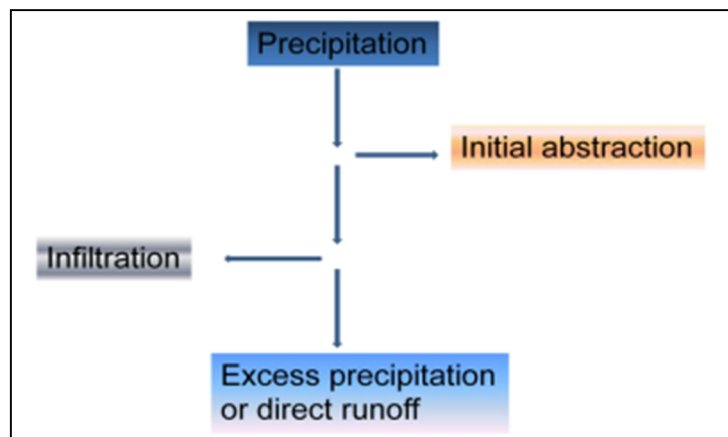 Precipitation
Initial abstraction
Infiltration
Excess precipitation
or direct runoff